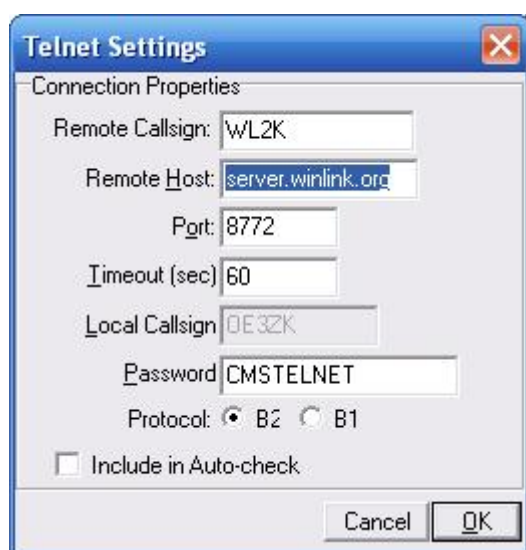 Telnet Settings
Connection Properties
Remote Callsign: WL2K
Remote Host: server.winlink.org
Port: 8772
Timeout (sec) 60
Local Callsign OE3ZK
Password CMSTELNET
Protocol: B2 B1
Include in Auto-check
Cancel OK